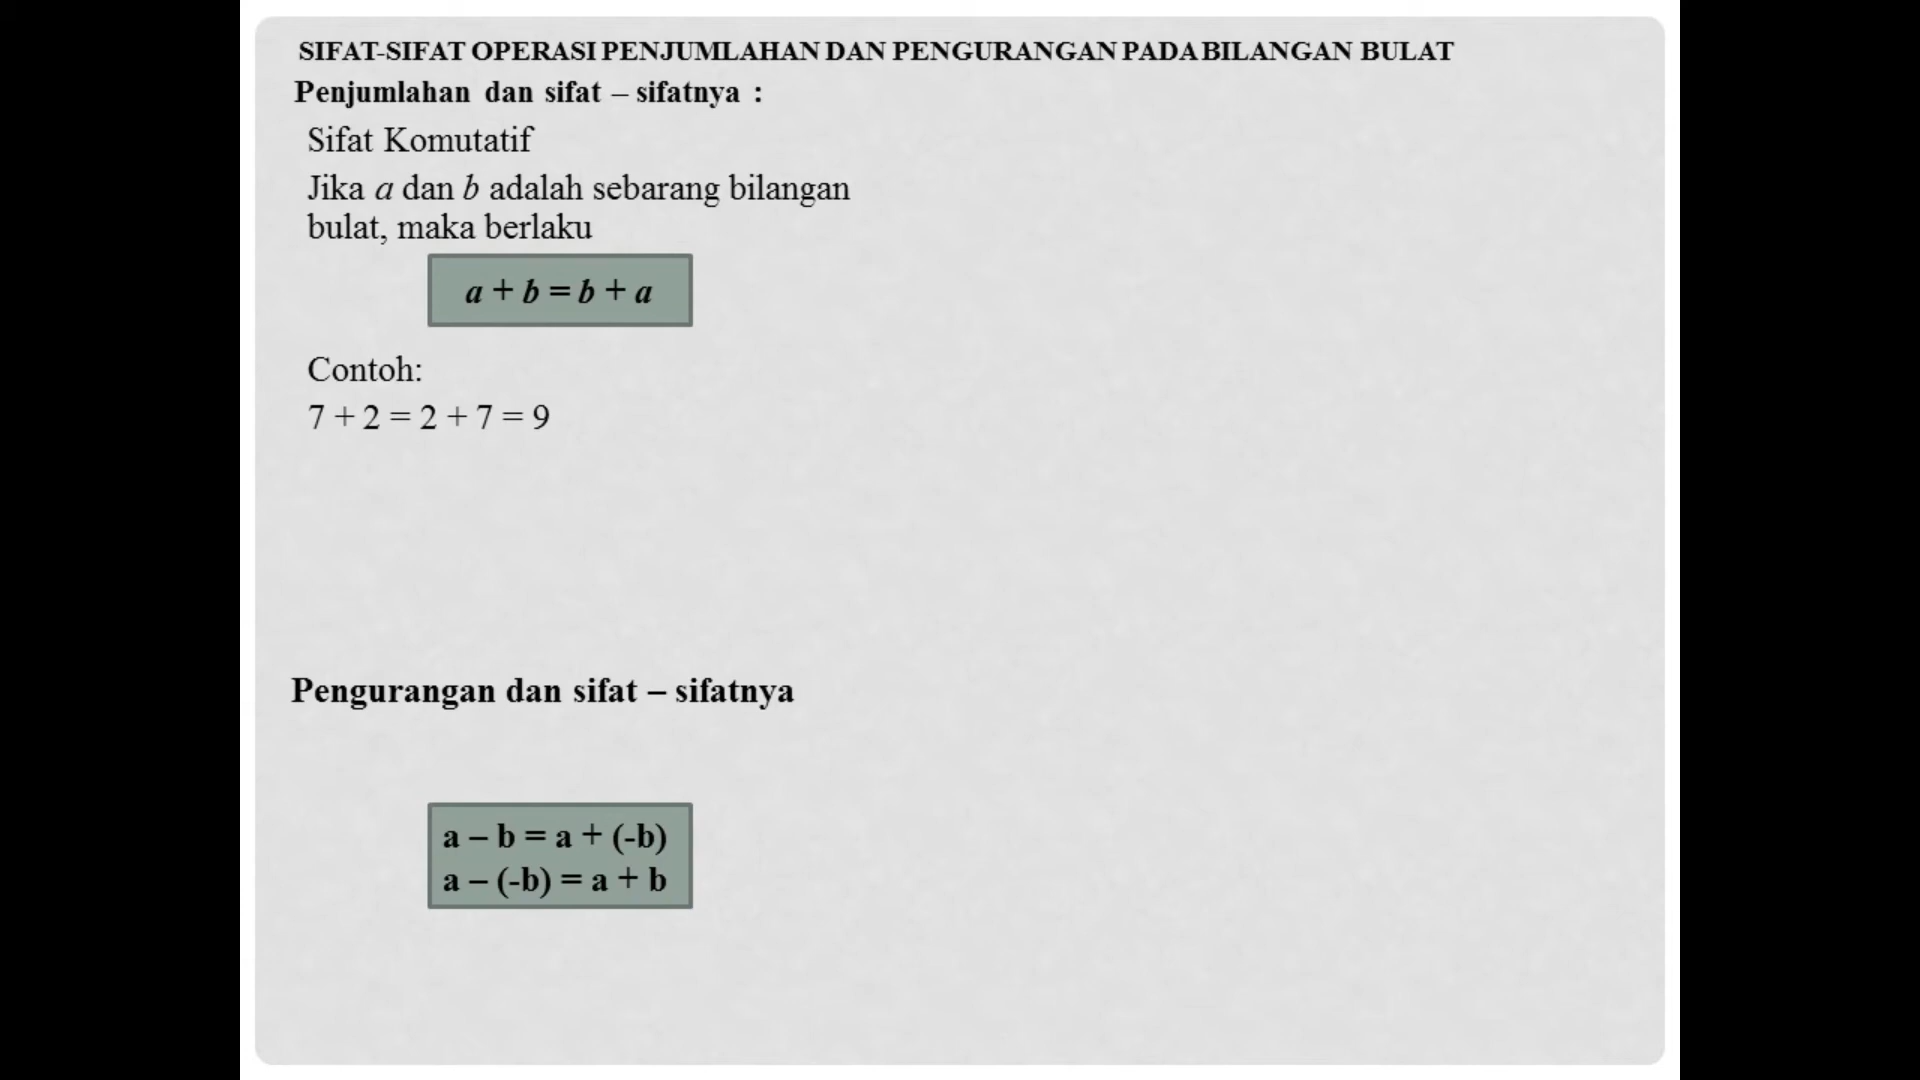 SIFAT-SIFAT OPERASI PENJUMLAHAN DAN PENGURANGAN PADA BILANGAN BULAT
Penjumlahan dan sifat – sifatnya :
Sifat Komutatif
Jika a dan b adalah sebarang bilangan
bulat, maka berlaku
a + b = b + a
Contoh:
7 + 2 = 2 + 7 = 9
Pengurangan dan sifat – sifatnya
a – b = a + (-b)
a – (-b) = a + b